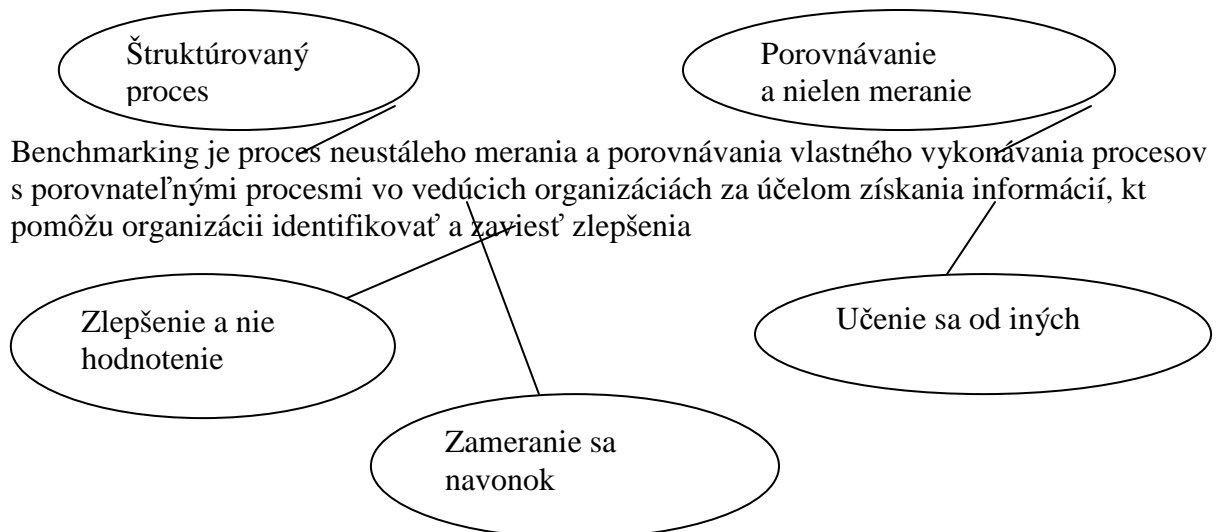 Štruktúrovaný
proces
Porovnávanie
a nielen meranie
Benchmarking je proces neustáleho merania a porovnávania vlastného vykonávania procesov
s porovnateľnými procesmi vo vedúcich organizáciách za účelom získania informácií, kt
pomôžu organizácii identifikovať a zaviesť zlepšenia
Zlepšenie a nie
hodnotenie
Učenie sa od iných
Zameranie sa
navonok